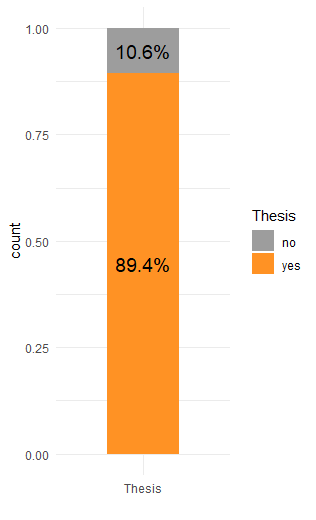 1.00
10.6%
0.75
Thesis
no
yes
count
0.50
89.4%
0.25
0.00
Thesis